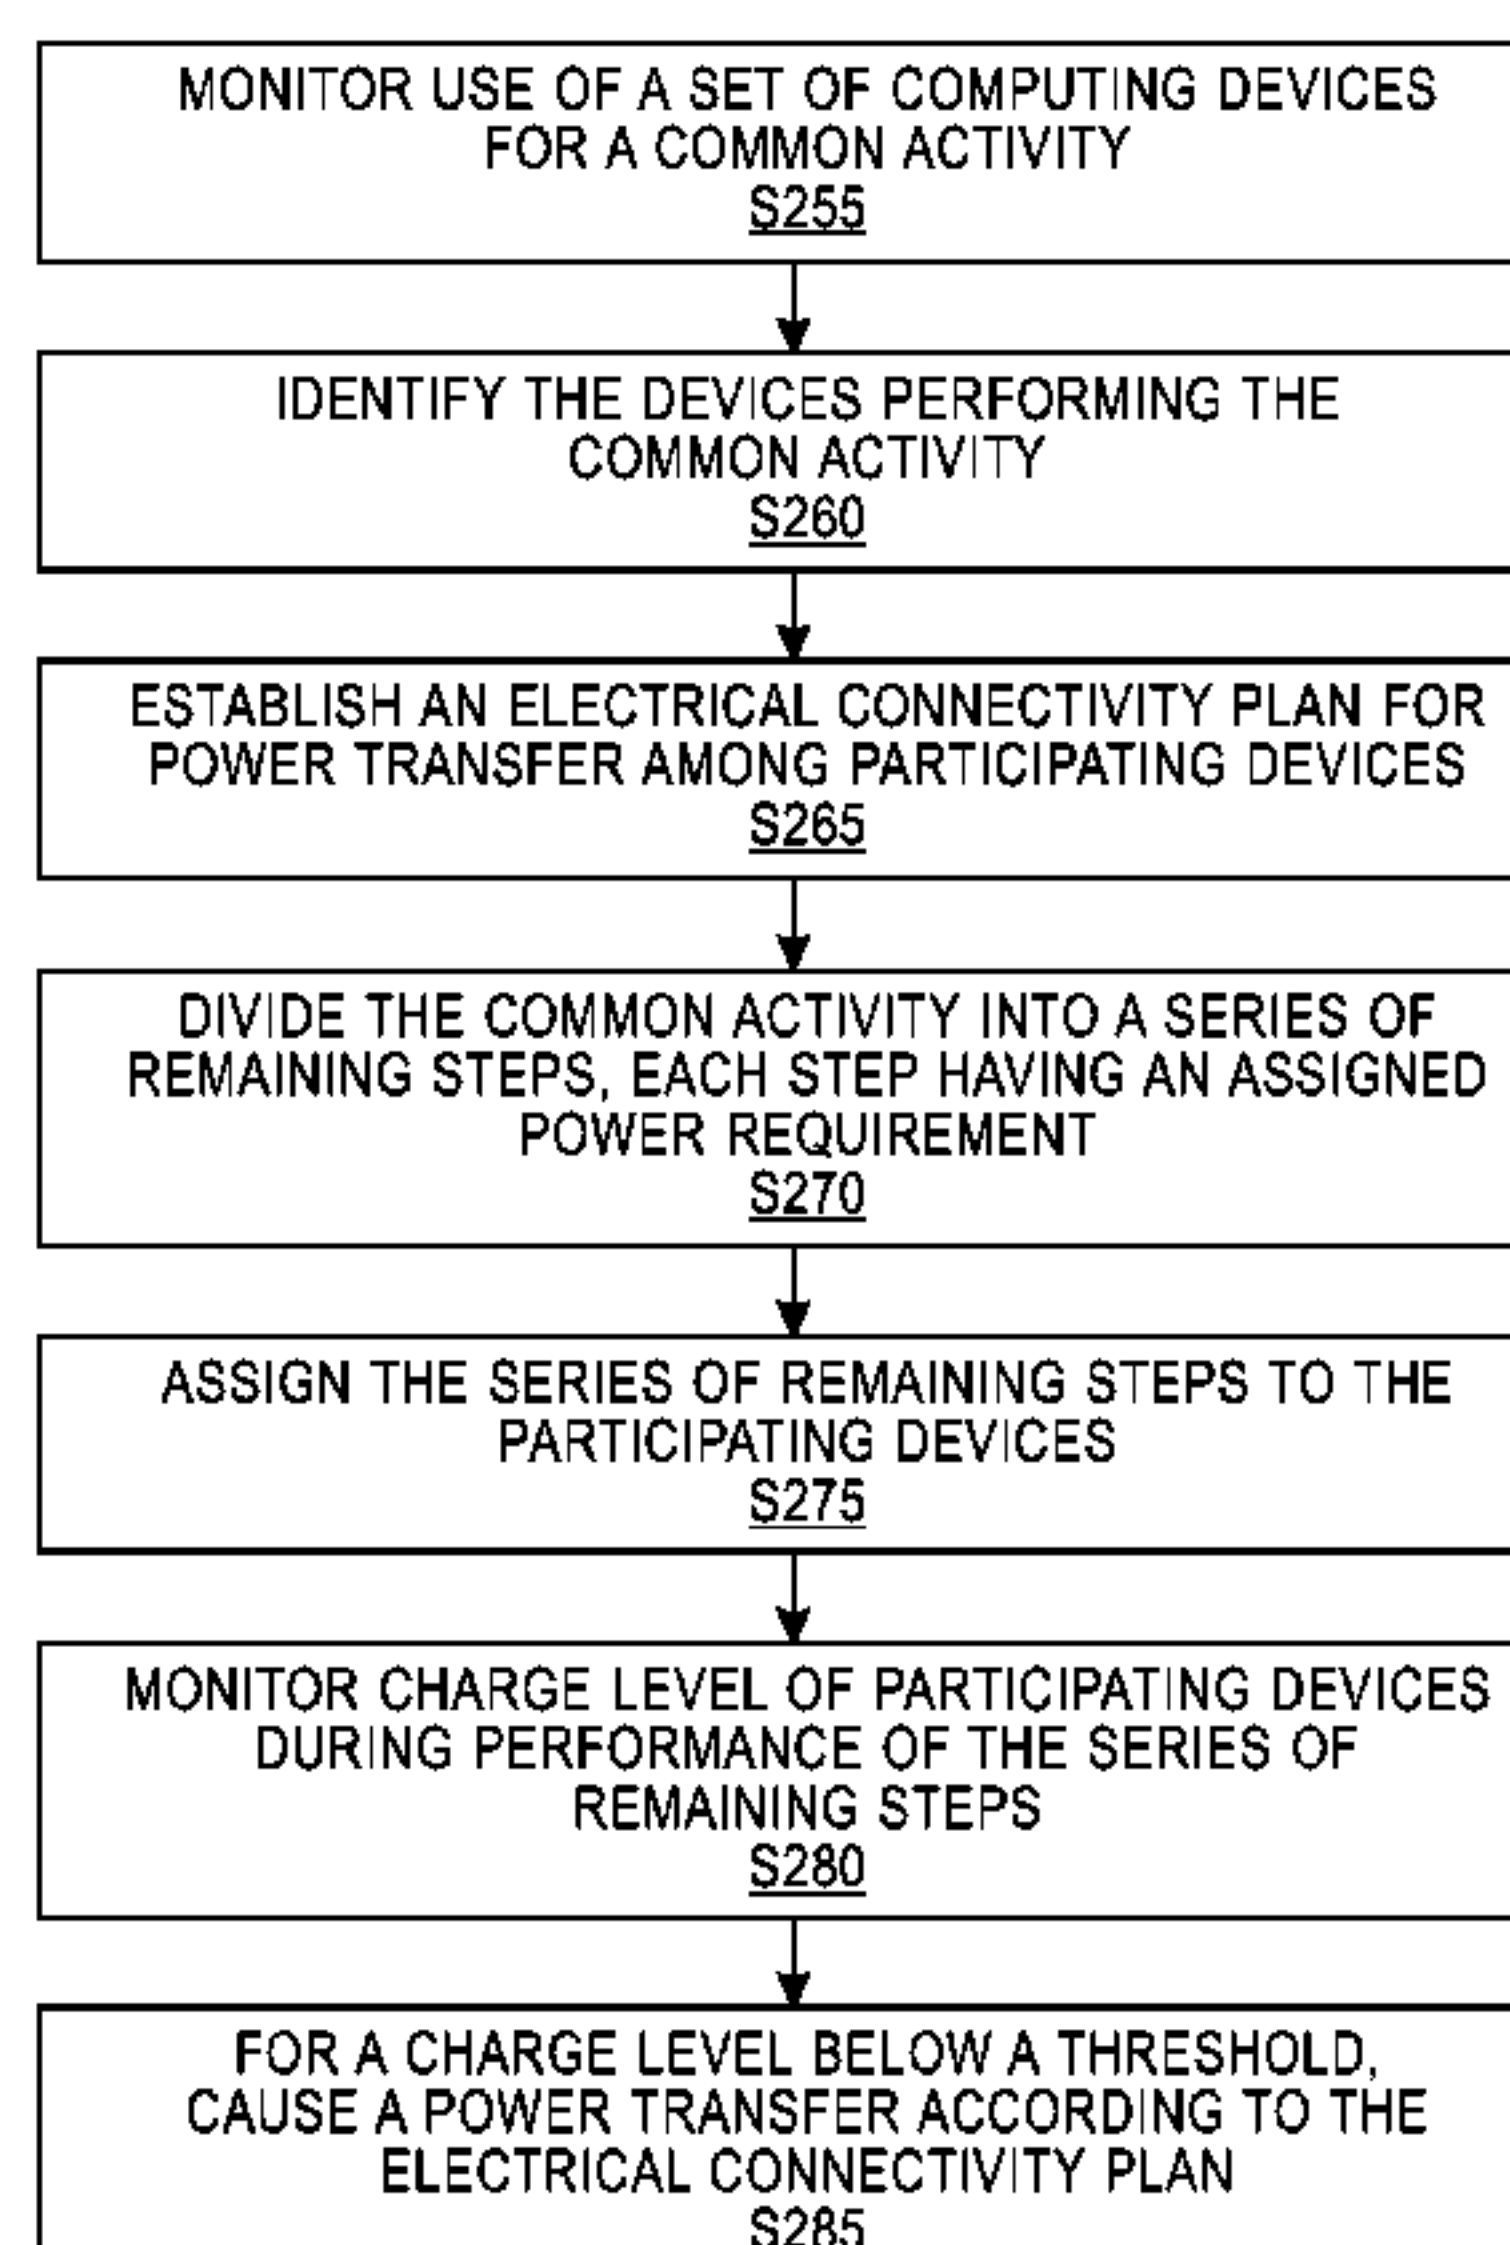 MONITOR USE OF A SET OF COMPUTING DEVICES
FOR A COMMON ACTIVITY
S255
IDENTIFY THE DEVICES PERFORMING THE
COMMON ACTIVITY
S260
ESTABLISH AN ELECTRICAL CONNECTIVITY PLAN FOR
POWER TRANSFER AMONG PARTICIPATING DEVICES
S265
DIVIDE THE COMMON ACTIVITY INTO A SERIES OF
REMAINING STEPS, EACH STEP HAVING AN ASSIGNED
POWER REQUIREMENT
S270
ASSIGN THE SERIES OF REMAINING STEPS TO THE
PARTICIPATING DEVICES
S275
MONITOR CHARGE LEVEL OF PARTICIPATING DEVICES
DURING PERFORMANCE OF THE SERIES OF
REMAINING STEPS
S280
FOR A CHARGE LEVEL BELOW A THRESHOLD,
CAUSE A POWER TRANSFER ACCORDING TO THE
ELECTRICAL CONNECTIVITY PLAN
S285